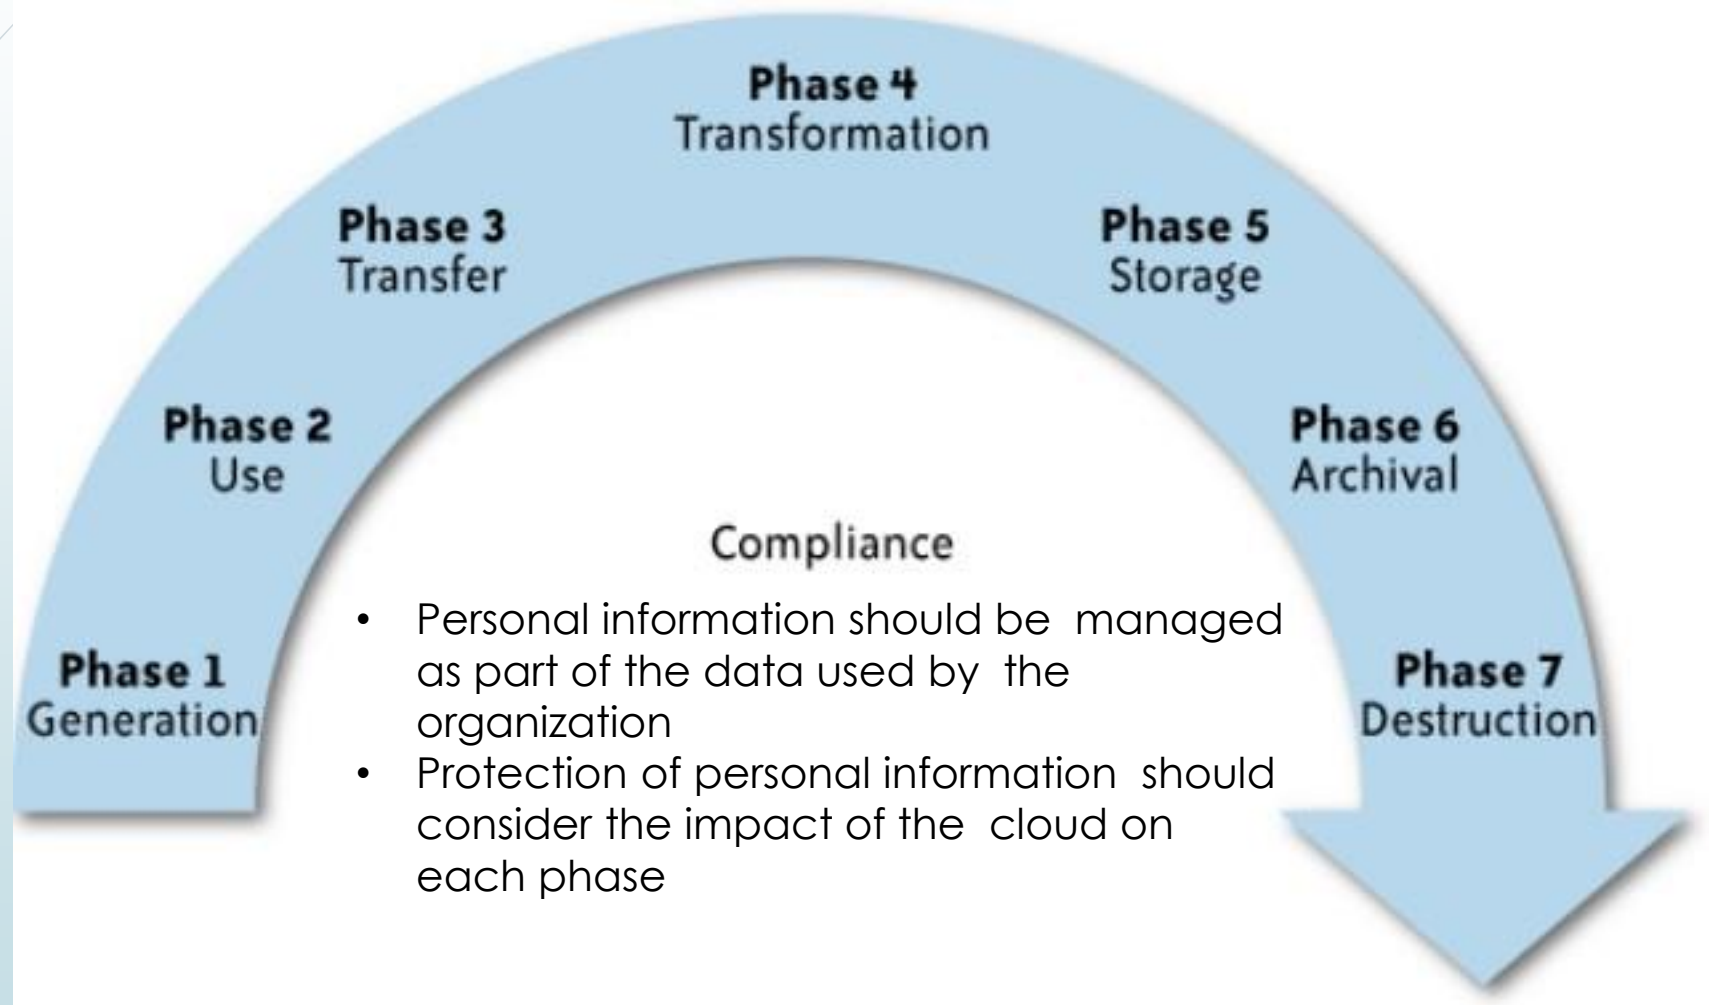 Phase 1
Generation
Phase 2
Use
Phase 3
Transfer
Phase 4
Transformation
Phase 5
Storage
Phase 6
Archival
Phase 7
Destruction
Compliance
• Personal information should be managed
as part of the data used by the
organization
• Protection of personal information should
consider the impact of the cloud on
each phase